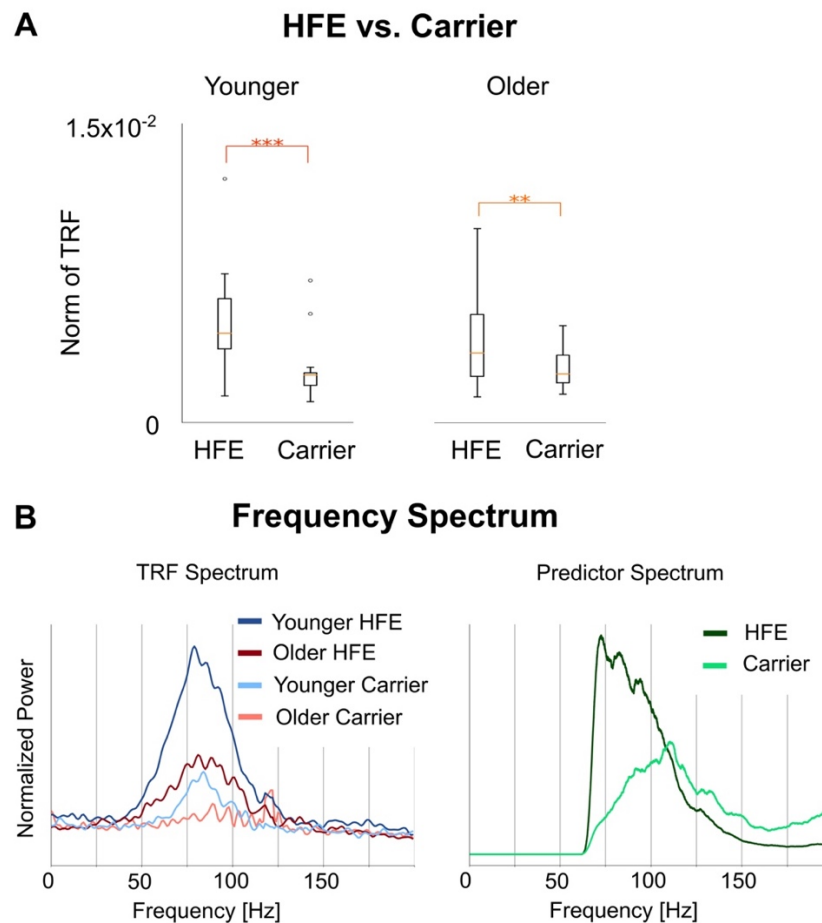 A
HFE vs. Carrier
Younger
Older
1.5x10-2
***
**
Norm of TRF
0
HFE
Carrier
HFE
Carrier
B
Frequency Spectrum
TRF Spectrum
Predictor Spectrum
Younger HFE
Older HFE
Younger Carrier
Older Carrier
HFE
Carrier
Normalized Power
0
50
100
150
0
50
100
150
Frequency [Hz]
Frequency [Hz]